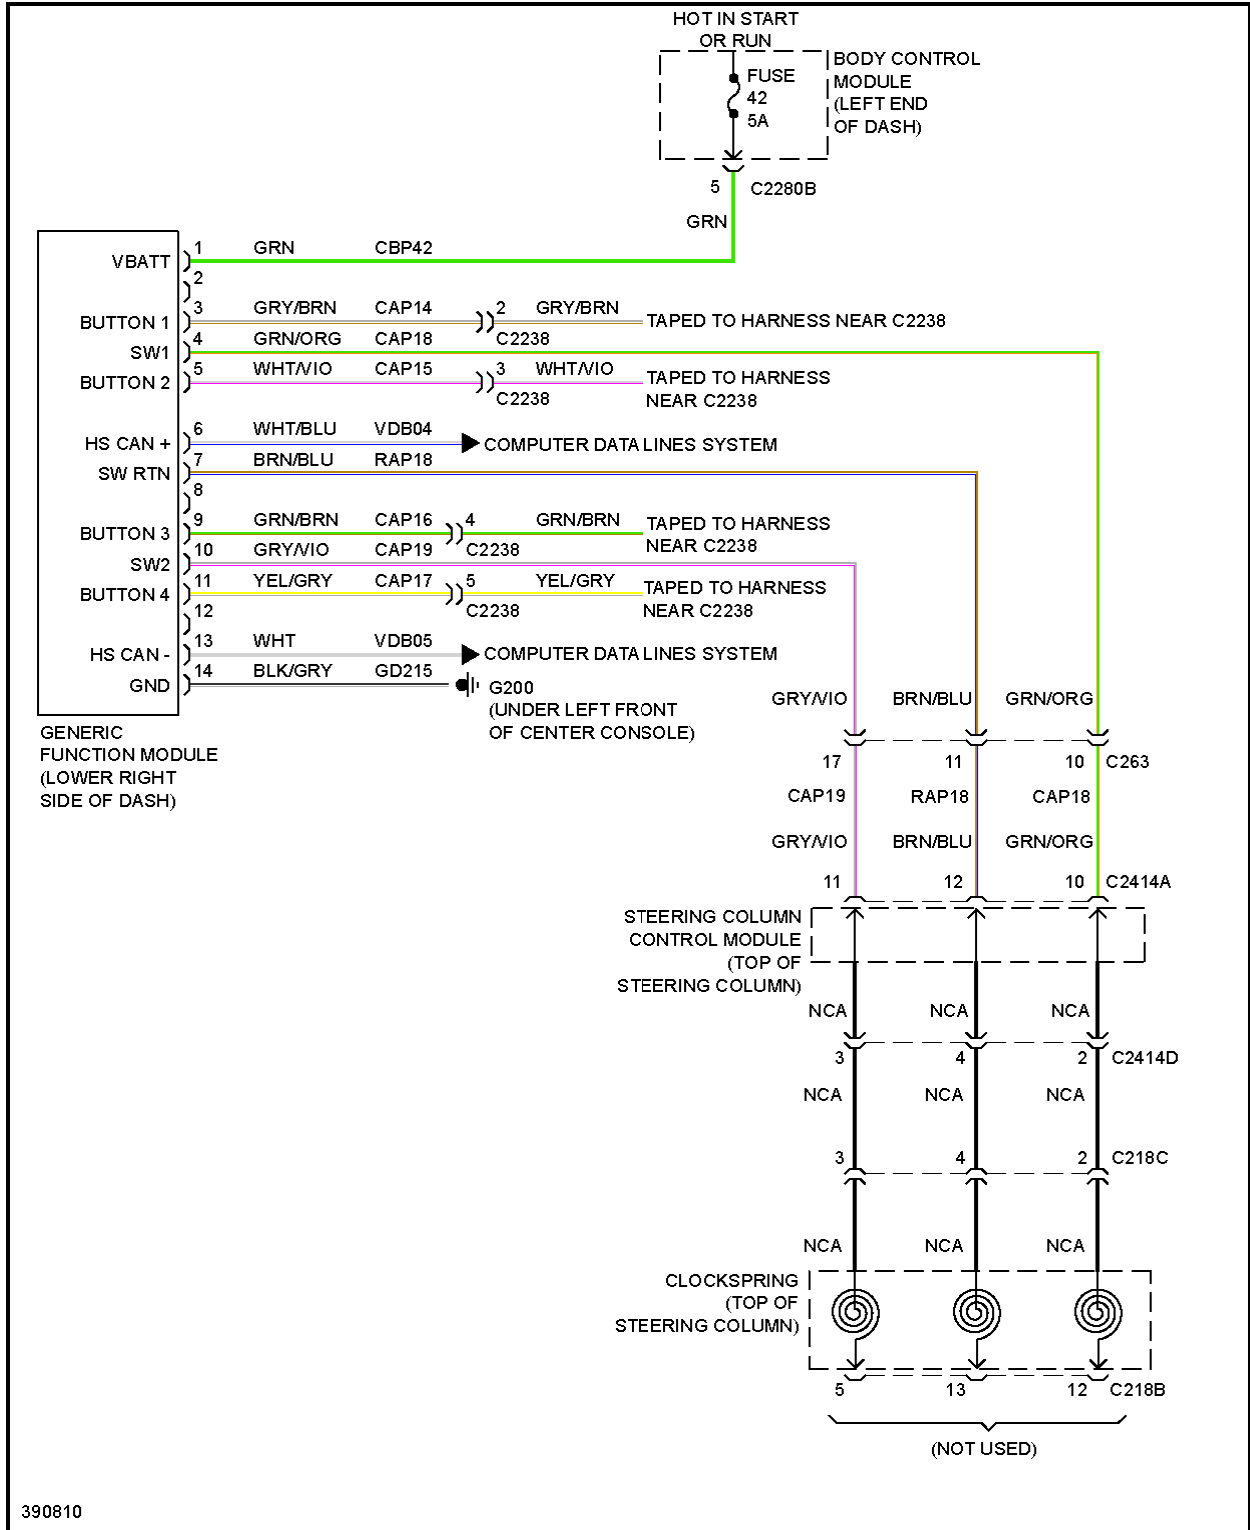 HOT IN START
OR RUN
BODY CONTROL
MODULE
(LEFT END
OF DASH)
FUSE
42
5A
5 C2280B
GRN
VBATT 1 GRN CBP42
2
BUTTON 1 3 GRY/BRN CAP14 2 GRY/BRN TAPED TO HARNESS NEAR C2238
C2238
SW1 4 GRN/ORG CAP18
BUTTON 2 5 WHT/VIO CAP15 3 WHT/VIO TAPED TO HARNESS
C2238 NEAR C2238
HS CAN + 6 WHT/BLU VDB04 COMPUTER DATA LINES SYSTEM
SW RTN 7 BRN/BLU RAP18
8
BUTTON 3 9 GRN/BRN CAP16 4 GRN/BRN TAPED TO HARNESS
C2238 NEAR C2238
SW2 10 GRY/VIO CAP19
BUTTON 4 11 YEL/GRY CAP17 5 YEL/GRY TAPED TO HARNESS
C2238 NEAR C2238
12
HS CAN - 13 WHT VDB05 COMPUTER DATA LINES SYSTEM
GND 14 BLK/GRY GD215 G200
(UNDER LEFT FRONT
OF CENTER CONSOLE)
GENERIC
FUNCTION MODULE
(LOWER RIGHT
SIDE OF DASH)
GRY/VIO BRN/BLU GRN/ORG
17 11 10 C263
CAP19 RAP18 CAP18
GRY/VIO BRN/BLU GRN/ORG
11 12 10 C2414A
STEERING COLUMN
CONTROL MODULE
(TOP OF
STEERING COLUMN)
NCA NCA NCA
3 4 2 C2414D
NCA NCA NCA
3 4 2 C218C
NCA NCA NCA
CLOCKSPRING
(TOP OF
STEERING COLUMN)
5 13 12 C218B
(NOT USED)
390810